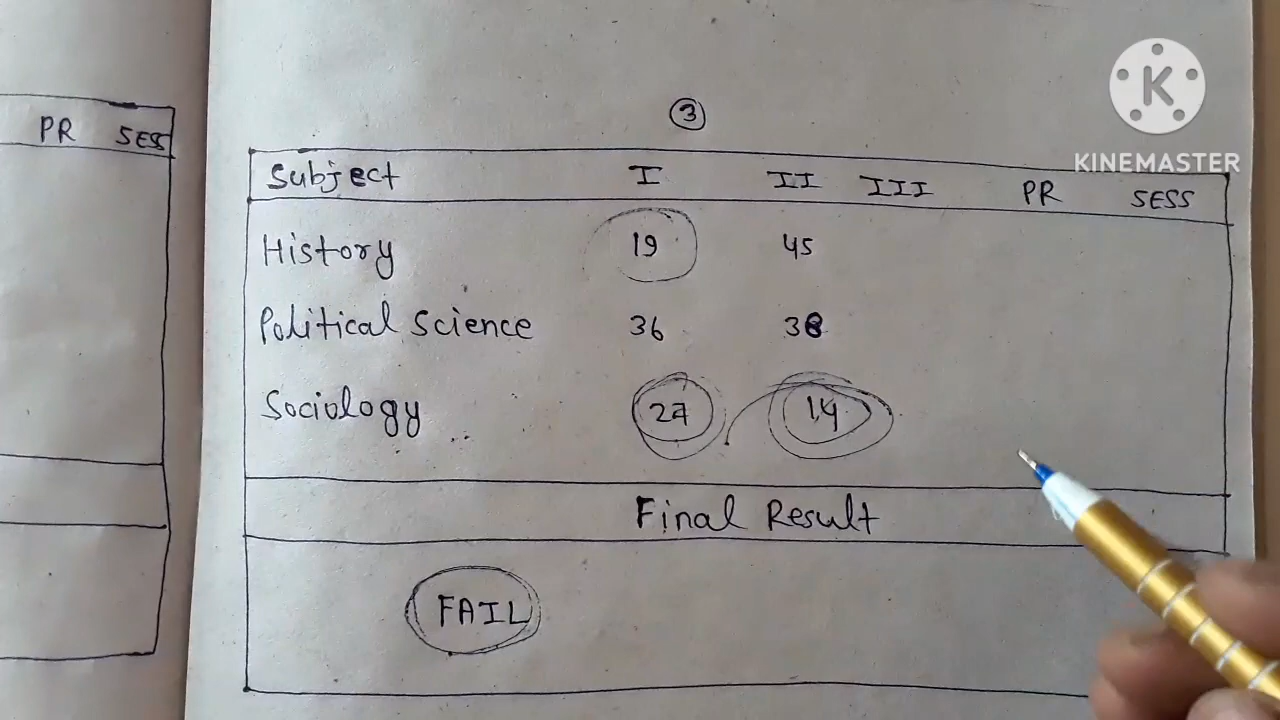 PR SESS
3
KINEMASTER
Subject I II III PR SESS
History 19 45
Political Science 36 38
Sociology 27 14
Final Result
FAIL